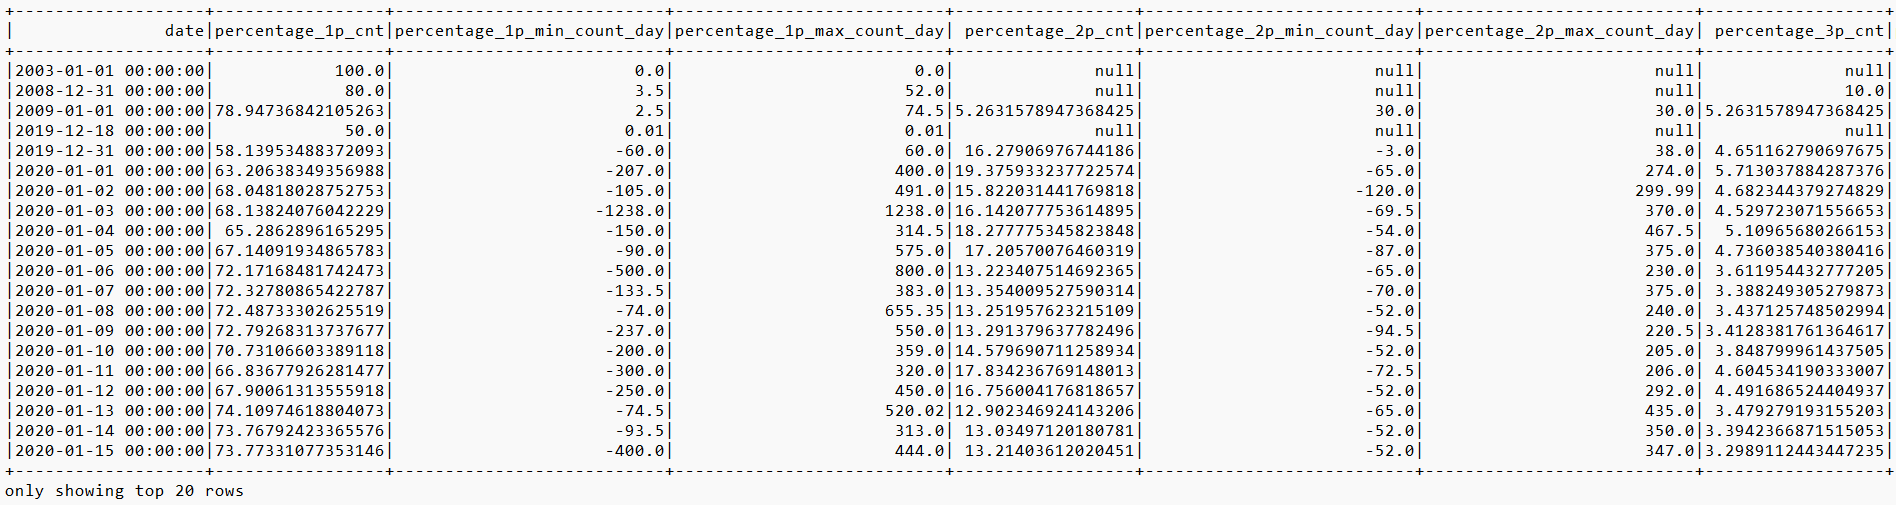 +-------------------+-----------------+---------------------------+---------------------------+------------------+---------------------------+---------------------------+------------------+
|               date|percentage_1p_cnt|percentage_1p_min_count_day|percentage_1p_max_count_day| percentage_2p_cnt|percentage_2p_min_count_day|percentage_2p_max_count_day| percentage_3p_cnt|
+-------------------+-----------------+---------------------------+---------------------------+------------------+---------------------------+---------------------------+------------------+
|2003-01-01 00:00:00|            100.0|                        0.0|                        0.0|              null|                       null|                       null|              null|
|2008-12-31 00:00:00|             80.0|                        3.5|                       52.0|              null|                       null|                       null|              10.0|
|2009-01-01 00:00:00|78.94736842105263|                        2.5|                       74.5|5.2631578947368425|                       30.0|                       30.0|5.2631578947368425|
|2019-12-18 00:00:00|             50.0|                       0.01|                       0.01|              null|                       null|                       null|              null|
|2019-12-31 00:00:00|58.13953488372093|                      -60.0|                       60.0| 16.27906976744186|                       -3.0|                       38.0| 4.651162790697675|
|2020-01-01 00:00:00|63.20638349356988|                     -207.0|                      400.0|19.375933237722574|                      -65.0|                      274.0| 5.713037884287376|
|2020-01-02 00:00:00|68.04818028752753|                     -105.0|                      491.0|15.822031441769818|                     -120.0|                     299.99| 4.682344379274829|
|2020-01-03 00:00:00|68.13824076042229|                    -1238.0|                     1238.0|16.142077753614895|                      -69.5|                      370.0| 4.529723071556653|
|2020-01-04 00:00:00| 65.2862896165295|                     -150.0|                      314.5|18.277775345823848|                      -54.0|                      467.5|  5.10965680266153|
|2020-01-05 00:00:00|67.14091934865783|                      -90.0|                      575.0| 17.20570076460319|                      -87.0|                      375.0| 4.736038540380416|
|2020-01-06 00:00:00|72.17168481742473|                     -500.0|                      800.0|13.223407514692365|                      -65.0|                      230.0| 3.611954432777205|
|2020-01-07 00:00:00|72.32780865422787|                     -133.5|                      383.0|13.354009527590314|                      -70.0|                      375.0| 3.388249305279873|
|2020-01-08 00:00:00|72.48733302625519|                      -74.0|                     655.35|13.251957623215109|                      -52.0|                      240.0| 3.437125748502994|
|2020-01-09 00:00:00|72.79268313737677|                     -237.0|                      550.0|13.291379637782496|                      -94.5|                      220.5|3.4128381761364617|
|2020-01-10 00:00:00|70.73106603389118|                     -200.0|                      359.0|14.579690711258934|                      -52.0|                      205.0| 3.848799961437505|
|2020-01-11 00:00:00|66.83677926281477|                     -300.0|                      320.0|17.834236769148013|                      -72.5|                      206.0| 4.604534190333007|
|2020-01-12 00:00:00|67.90061313555918|                     -250.0|                      450.0|16.756004176818657|                      -52.0|                      292.0| 4.491686524404937|
|2020-01-13 00:00:00|74.10974618804073|                      -74.5|                     520.02|12.902346924143206|                      -65.0|                      435.0| 3.479279193155203|
|2020-01-14 00:00:00|73.76792423365576|                      -93.5|                      313.0| 13.03497120180781|                      -52.0|                      350.0|3.3942366871515053|
|2020-01-15 00:00:00|73.77331077353146|                     -400.0|                      444.0| 13.21403612020451|                      -52.0|                      347.0|3.2989112443447235|
+-------------------+-----------------+---------------------------+---------------------------+------------------+---------------------------+---------------------------+------------------+
only showing top 20 rows